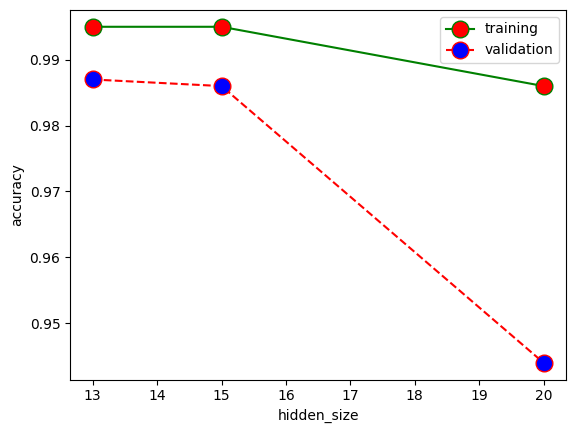 training
validation
0.99
0.98
0.97
0.96
0.95
accuracy
13 14 15 16 17 18 19 20
hidden_size